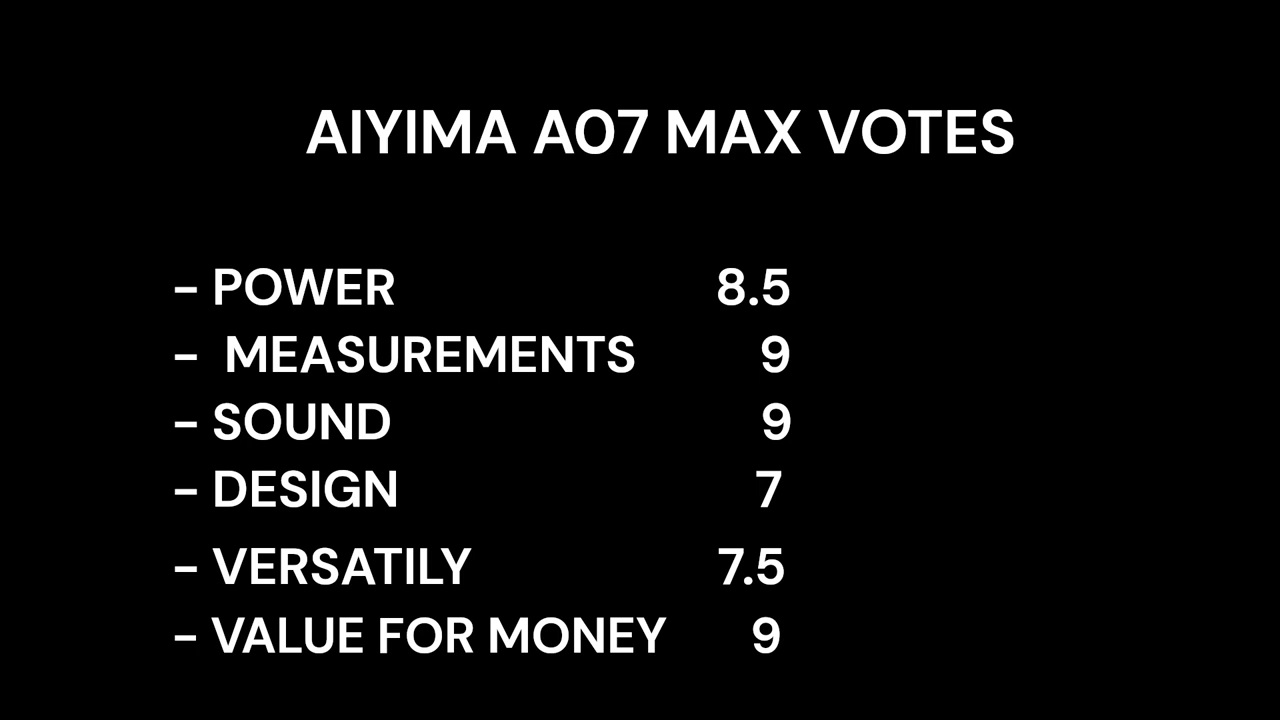 AIYIMA A07 MAX VOTES
- POWER 8.5
- MEASUREMENTS 9
- SOUND 9
- DESIGN 7
- VERSATILY 7.5
- VALUE FOR MONEY 9